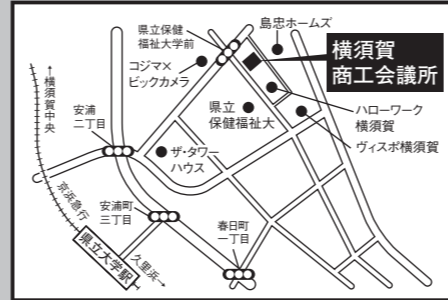 島忠ホームズ
県立保健
福祉大学前
コジマ×
ビックカメラ
横須賀
商工会議所
←横須賀中央
安浦
二丁目
県立
保健福祉大
ハローワーク
横須賀
ヴィスポ横須賀
ザ・タワー
ハウス
京浜急行
安浦町
三丁目
春日町
一丁目
県立大学駅
久里浜→